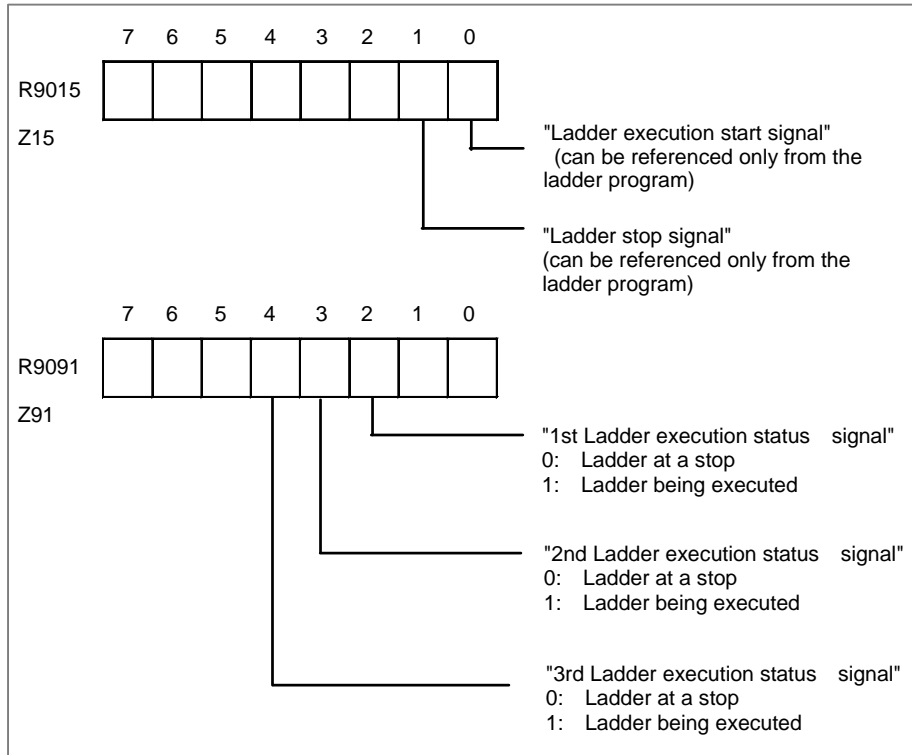 7 6 5 4 3 2 1 0
R9015
Z15
"Ladder execution start signal"
(can be referenced only from the
ladder program)
"Ladder stop signal"
(can be referenced only from the
ladder program)
7 6 5 4 3 2 1 0
R9091
Z91
"1st Ladder execution status signal"
0: Ladder at a stop
1: Ladder being executed
"2nd Ladder execution status signal"
0: Ladder at a stop
1: Ladder being executed
"3rd Ladder execution status signal"
0: Ladder at a stop
1: Ladder being executed